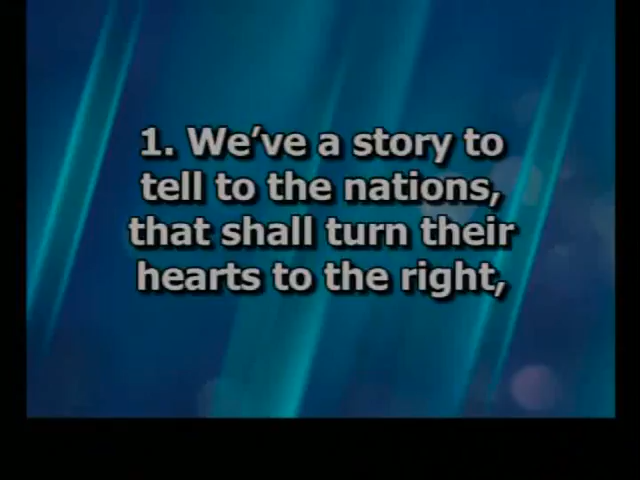 1. We've a story to
tell to the nations,
that shall turn their
hearts to the right,